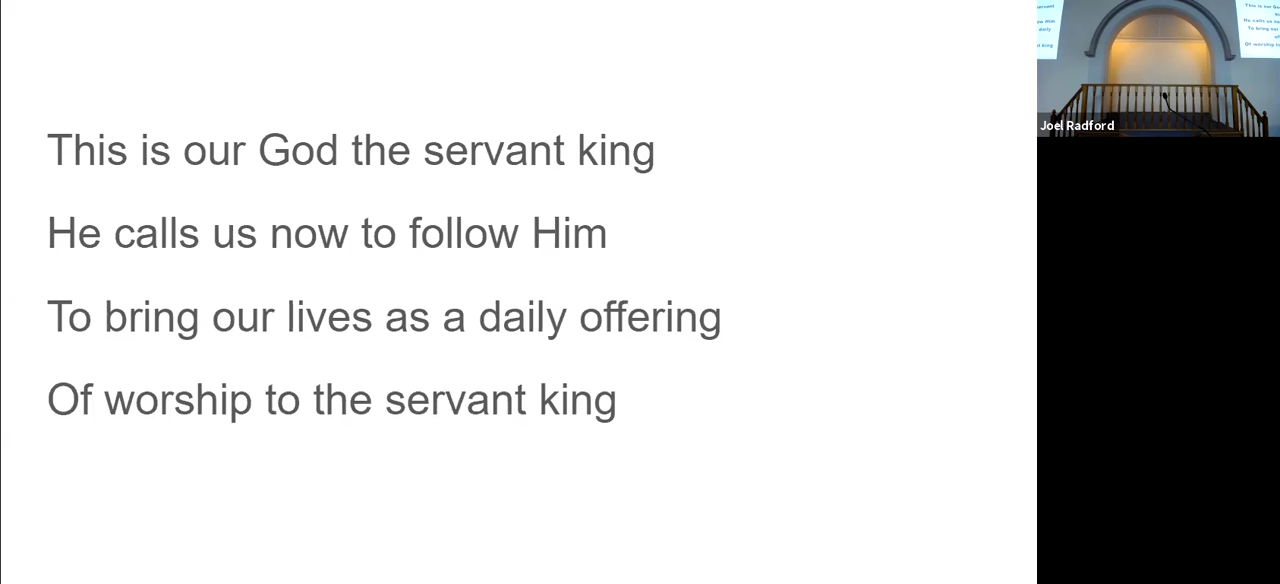 This is our God the servant king
He calls us now to follow Him
To bring our lives as a daily offering
Of worship to the servant king
Joel Radford